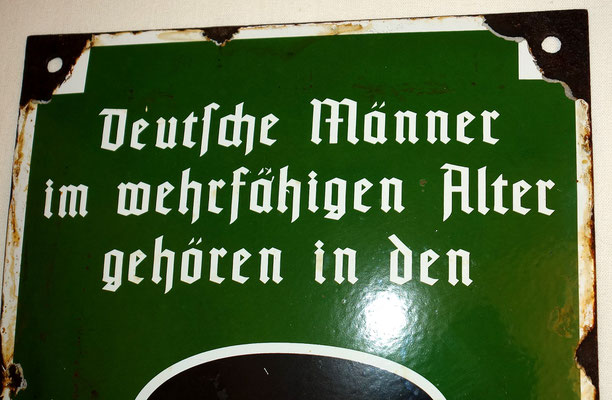 Deutſche Männer
im wehrfähigen Alter
gehören in den